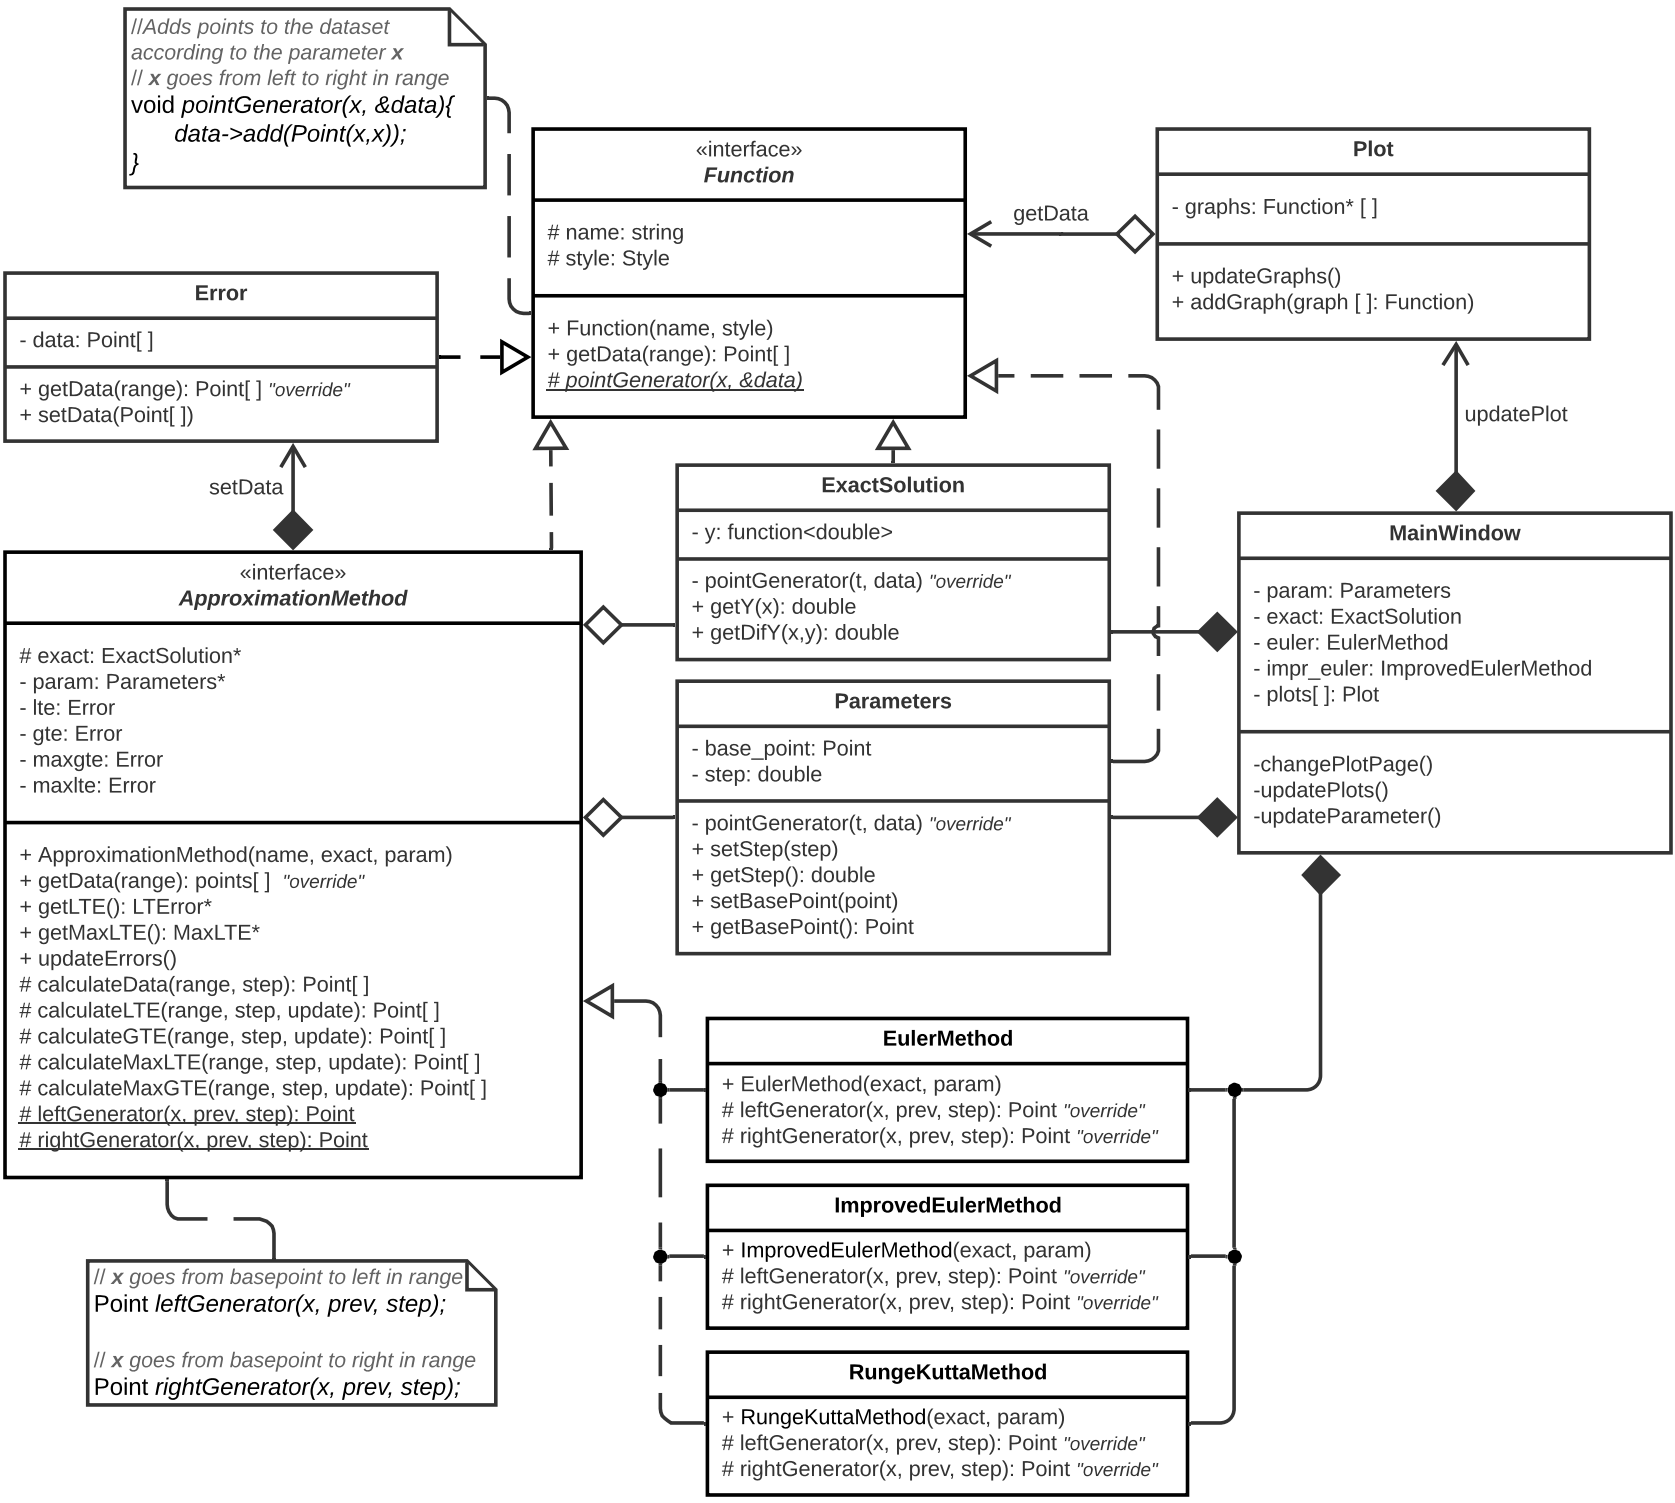 //Adds points to the dataset
according to the parameter x
// x goes from left to right in range
void pointGenerator(x, &data){
data->add(Point(x,x));
}
«interface»
Function
# name: string
# style: Style
+ Function(name, style)
+ getData(range): Point[ ]
# pointGenerator(x, &data)
getData
Plot
- graphs: Function* [ ]
+ updateGraphs()
+ addGraph(graph [ ]: Function)
Error
- data: Point[ ]
+ getData(range): Point[ ] "override"
+ setData(Point[ ])
setData
updatePlot
«interface»
ApproximationMethod
# exact: ExactSolution*
- param: Parameters*
- lte: Error
- gte: Error
- maxgte: Error
- maxlte: Error
+ ApproximationMethod(name, exact, param)
+ getData(range): points[ ] "override"
+ getLTE(): LTError*
+ getMaxLTE(): MaxLTE*
+ updateErrors()
# calculateData(range, step): Point[ ]
# calculateLTE(range, step, update): Point[ ]
# calculateGTE(range, step, update): Point[ ]
# calculateMaxLTE(range, step, update): Point[ ]
# calculateMaxGTE(range, step, update): Point[ ]
# leftGenerator(x, prev, step): Point
# rightGenerator(x, prev, step): Point
ExactSolution
- y: function<double>
- pointGenerator(t, data) "override"
+ getY(x): double
+ getDifY(x,y): double
Parameters
- base_point: Point
- step: double
- pointGenerator(t, data) "override"
+ setStep(step)
+ getStep(): double
+ setBasePoint(point)
+ getBasePoint(): Point
MainWindow
- param: Parameters
- exact: ExactSolution
- euler: EulerMethod
- impr_euler: ImprovedEulerMethod
- plots[ ]: Plot
-changePlotPage()
-updatePlots()
-updateParameter()
EulerMethod
+ EulerMethod(exact, param)
# leftGenerator(x, prev, step): Point "override"
# rightGenerator(x, prev, step): Point "override"
ImprovedEulerMethod
+ ImprovedEulerMethod(exact, param)
# leftGenerator(x, prev, step): Point "override"
# rightGenerator(x, prev, step): Point "override"
RungeKuttaMethod
+ RungeKuttaMethod(exact, param)
# leftGenerator(x, prev, step): Point "override"
# rightGenerator(x, prev, step): Point "override"
// x goes from basepoint to left in range
Point leftGenerator(x, prev, step);
// x goes from basepoint to right in range
Point rightGenerator(x, prev, step);